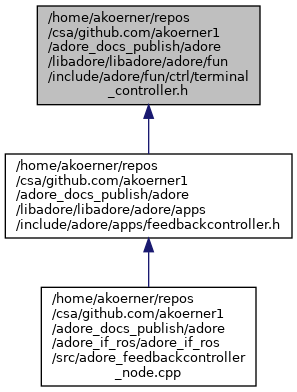 /home/akoerner/repos
/csa/github.com/akoerner1
/adore_docs_publish/adore
/libadore/libadore/adore/fun
/include/adore/fun/ctrl/terminal
_controller.h
/home/akoerner/repos
/csa/github.com/akoerner1
/adore_docs_publish/adore
/libadore/libadore/adore/apps
/include/adore/apps/feedbackcontroller.h
/home/akoerner/repos
/csa/github.com/akoerner1
/adore_docs_publish/adore
/adore_if_ros/adore_if_ros
/src/adore_feedbackcontroller
_node.cpp